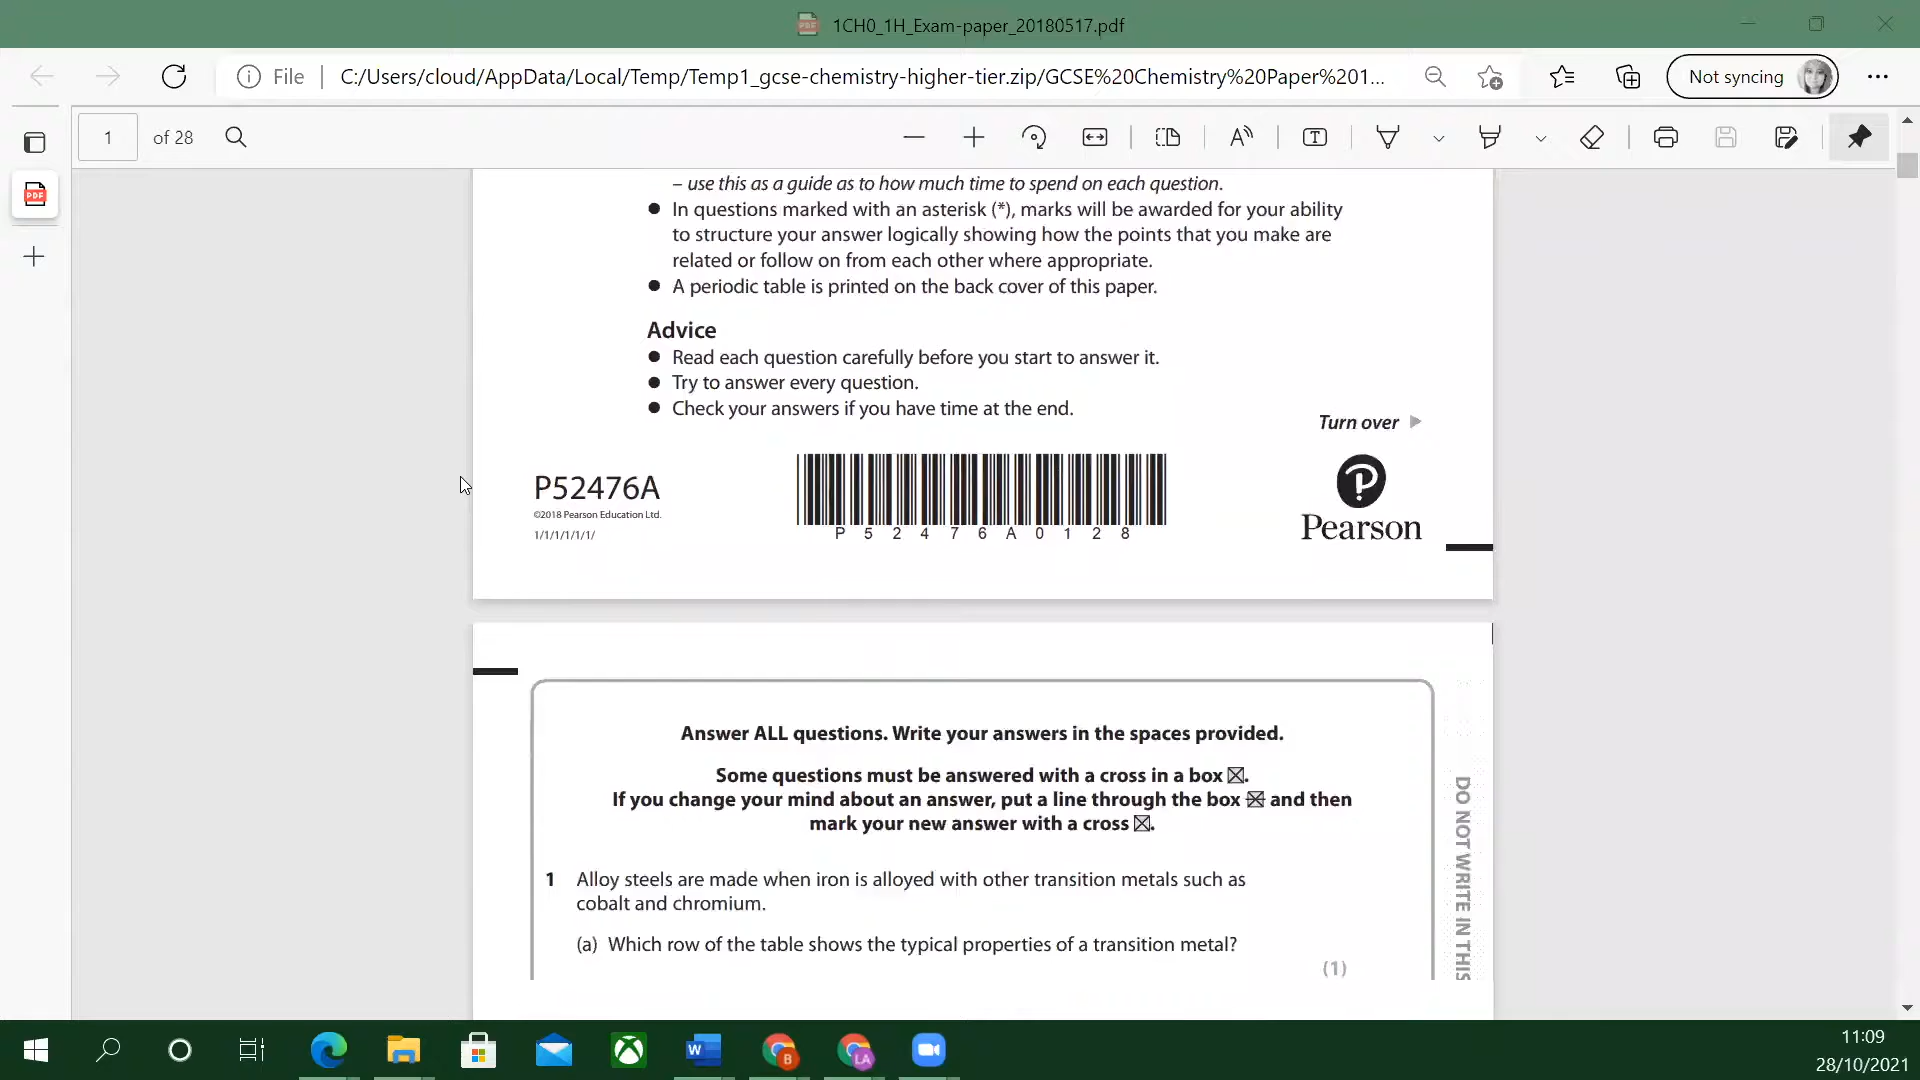 1CH0_1H_Exam-paper_20180517.pdf
File
C:/Users/cloud/AppData/Local/Temp/Temp1_gcse-chemistry-higher-tier.zip/GCSE%20Chemistry%20Paper%201...
Not syncing
1 of 28
– use this as a guide as to how much time to spend on each question.
● In questions marked with an asterisk (*), marks will be awarded for your ability
to structure your answer logically showing how the points that you make are
related or follow on from each other where appropriate.
● A periodic table is printed on the back cover of this paper.
Advice
● Read each question carefully before you start to answer it.
● Try to answer every question.
● Check your answers if you have time at the end.
Turn over
P52476A
©2018 Pearson Education Ltd.
1/1/1/1/1/1/
P 5 2 4 7 6 A 0 1 2 8
Pearson
Answer ALL questions. Write your answers in the spaces provided.
Some questions must be answered with a cross in a box ☒.
If you change your mind about an answer, put a line through the box ☒ and then
mark your new answer with a cross ☒.
1 Alloy steels are made when iron is alloyed with other transition metals such as
cobalt and chromium.
(a) Which row of the table shows the typical properties of a transition metal?
(1)
DO NOT WRITE IN THIS
11:09
28/10/2021